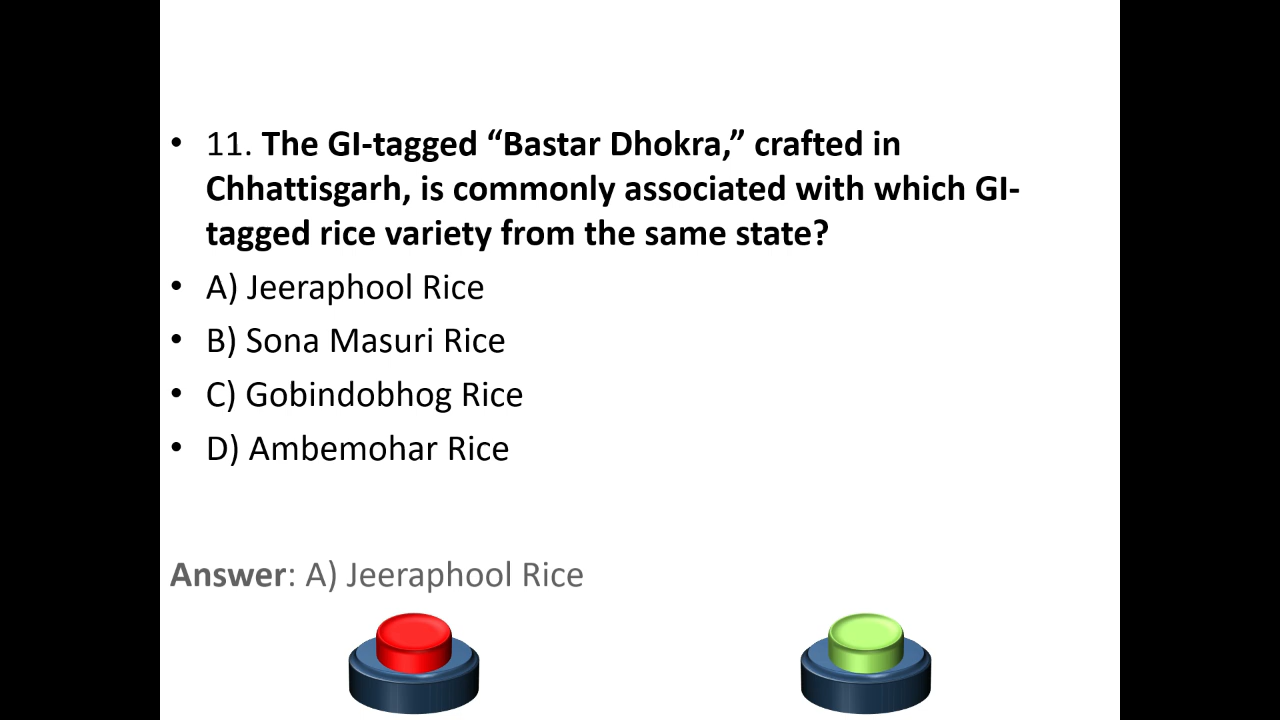 • 11. The GI-tagged “Bastar Dhokra,” crafted in
Chhattisgarh, is commonly associated with which GI-
tagged rice variety from the same state?
• A) Jeeraphool Rice
• B) Sona Masuri Rice
• C) Gobindobhog Rice
• D) Ambemohar Rice
Answer: A) Jeeraphool Rice